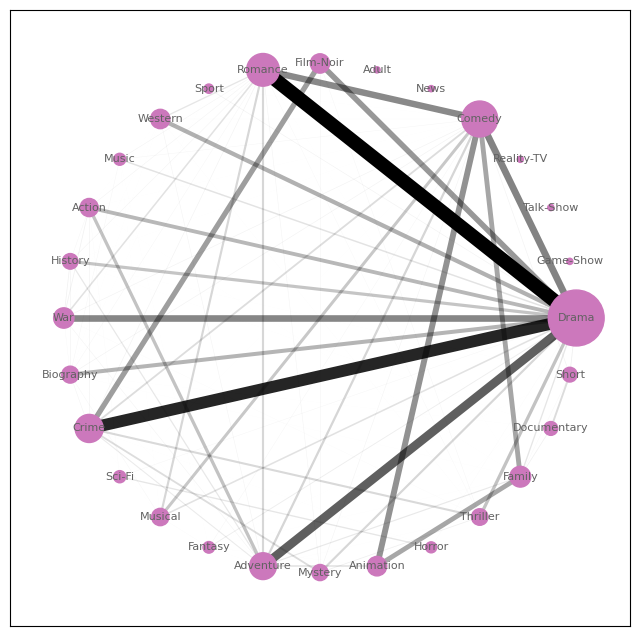 Film-Noir
Romance
Adult
News
Sport
Comedy
Western
Music
Reality-TV
Action
Talk-Show
History
Game-Show
War
Drama
Biography
Short
Crime
Documentary
Sci-Fi
Family
Musical
Thriller
Fantasy
Horror
Adventure
Mystery
Animation